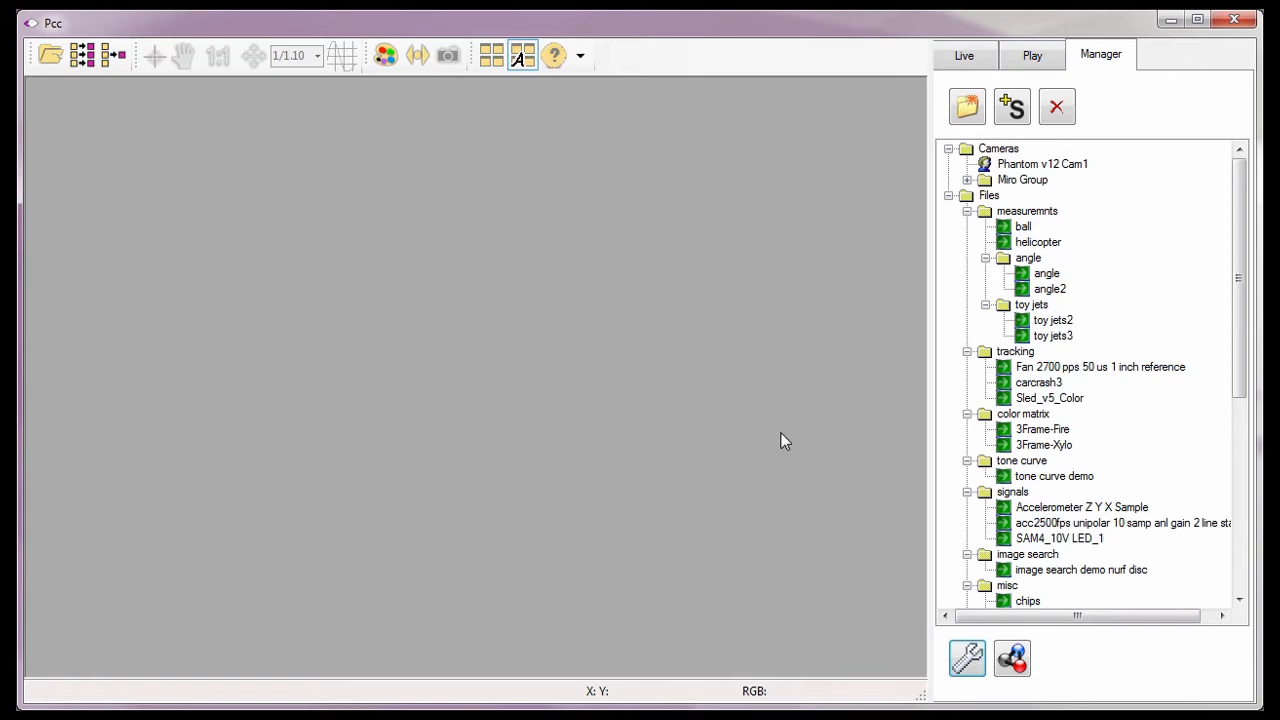 Pcc
1:1
1/1.10
A
?
Live
Play
Manager
+S
Cameras
Phantom v12 Cam1
Miro Group
Files
measuremnts
ball
helicopter
angle
angle
angle2
toy jets
toy jets2
toy jets3
tracking
Fan 2700 pps 50 us 1 inch reference
carcrash3
Sled_v5_Color
color matrix
3Frame-Fire
3Frame-Xylo
tone curve
tone curve demo
signals
Accelerometer Z Y X Sample
acc2500fps unipolar 10 samp anl gain 2 line
SAM4_10V LED_1
image search
image search demo nurf disc
misc
chips
X: Y:
RGB: